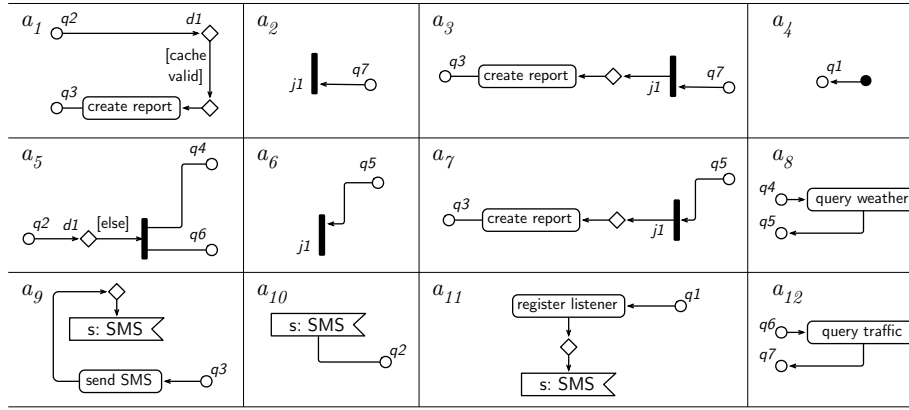 a1 q2 d1 [cache valid] q3 create report
a2 j1 q7
a3 q3 create report j1 q7
a4 q1
a5 q4 q2 d1 [else] q6
a6 q5 j1
a7 q5 q3 create report j1
a8 q4 query weather q5
a9 s: SMS send SMS q3
a10 s: SMS q2
a11 register listener q1 s: SMS
a12 q6 query traffic q7